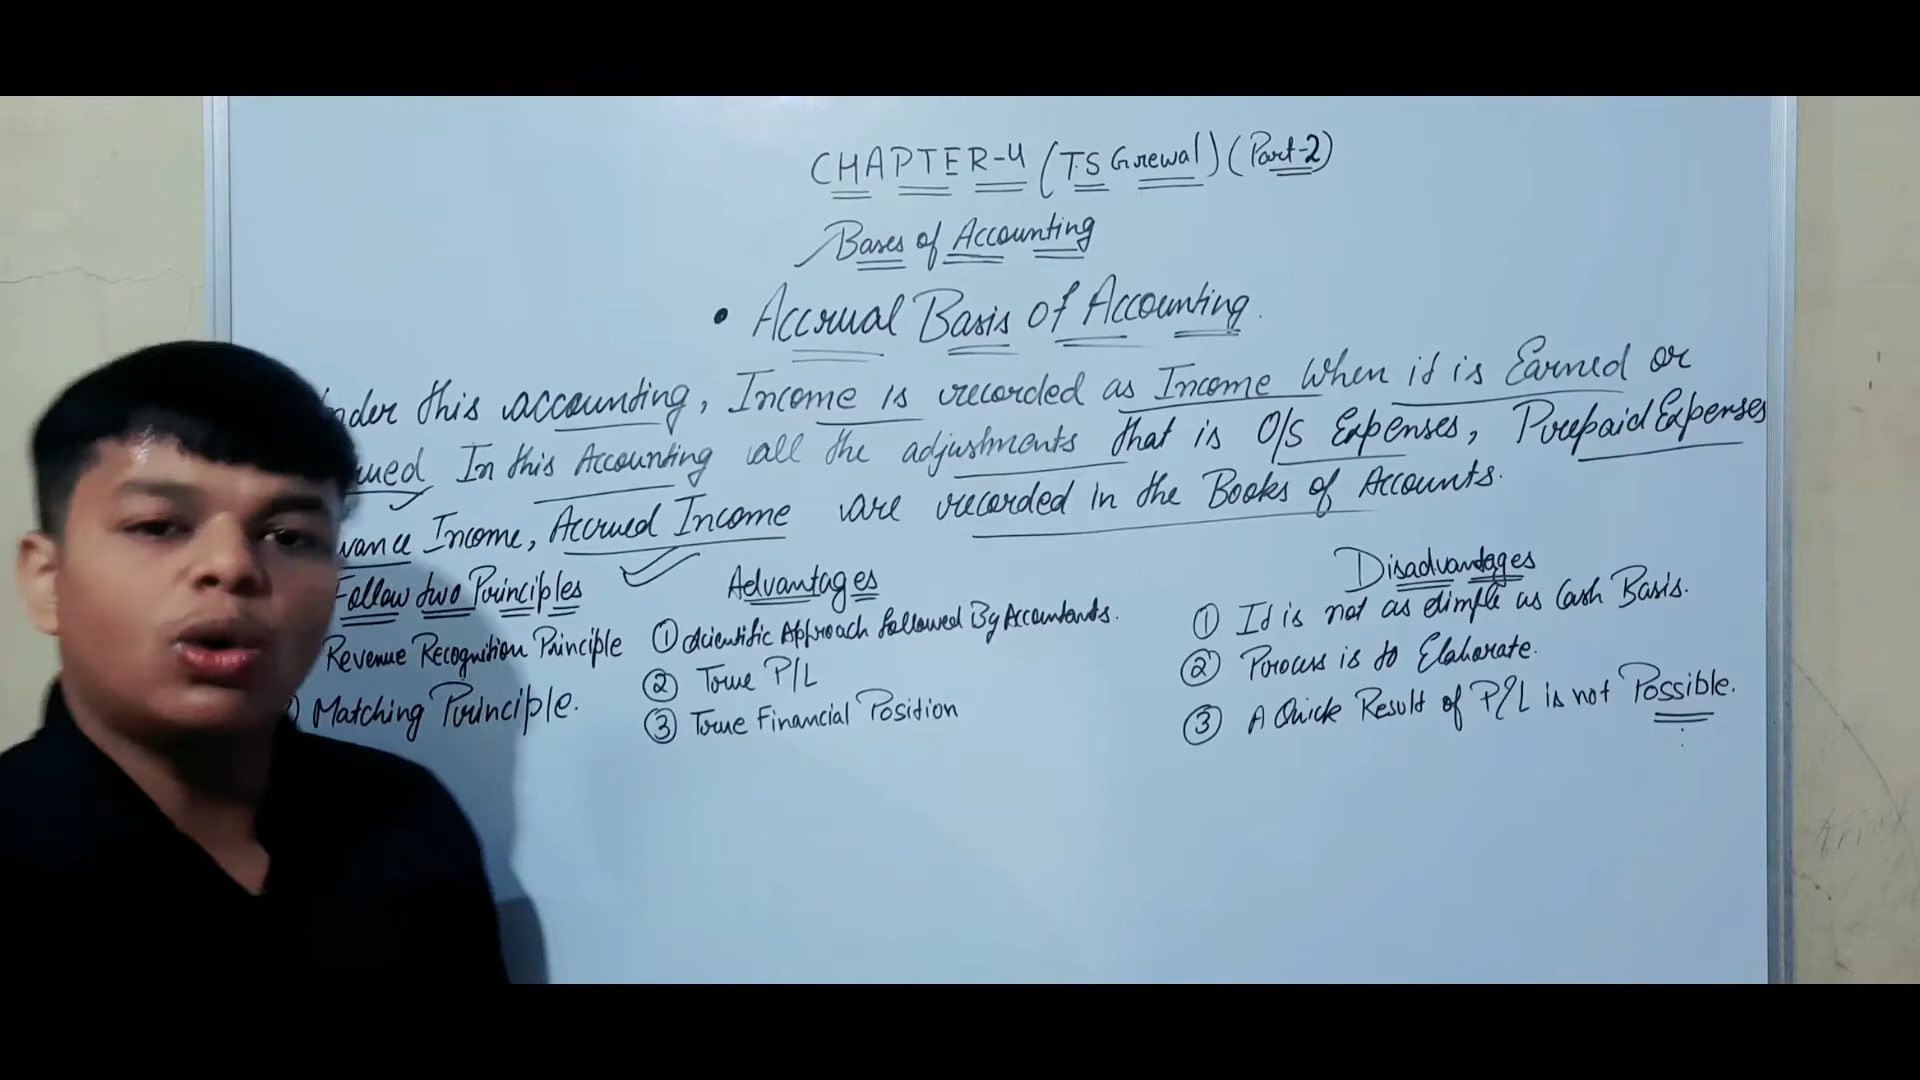 CHAPTER-4 (T.S Grewal) (Part-2)
Bases of Accounting
• Accrual Basis of Accounting.
nder this accounting, Income is recorded as Income when it is Earned or
rued In this Accounting all the adjustments that is O/S Expenses, Prepaid Expenses
vance Income, Accrued Income are recorded in the Books of Accounts.
Follow two Principles
Revenue Recognition Principle
) Matching Principle.
Advantages
① Scientific Approach followed By Accountants.
② True P/L
③ True Financial Position
Disadvantages
① It is not as simple as Cash Basis.
② Process is to Elaborate.
③ A Quick Result of P/L is not Possible.